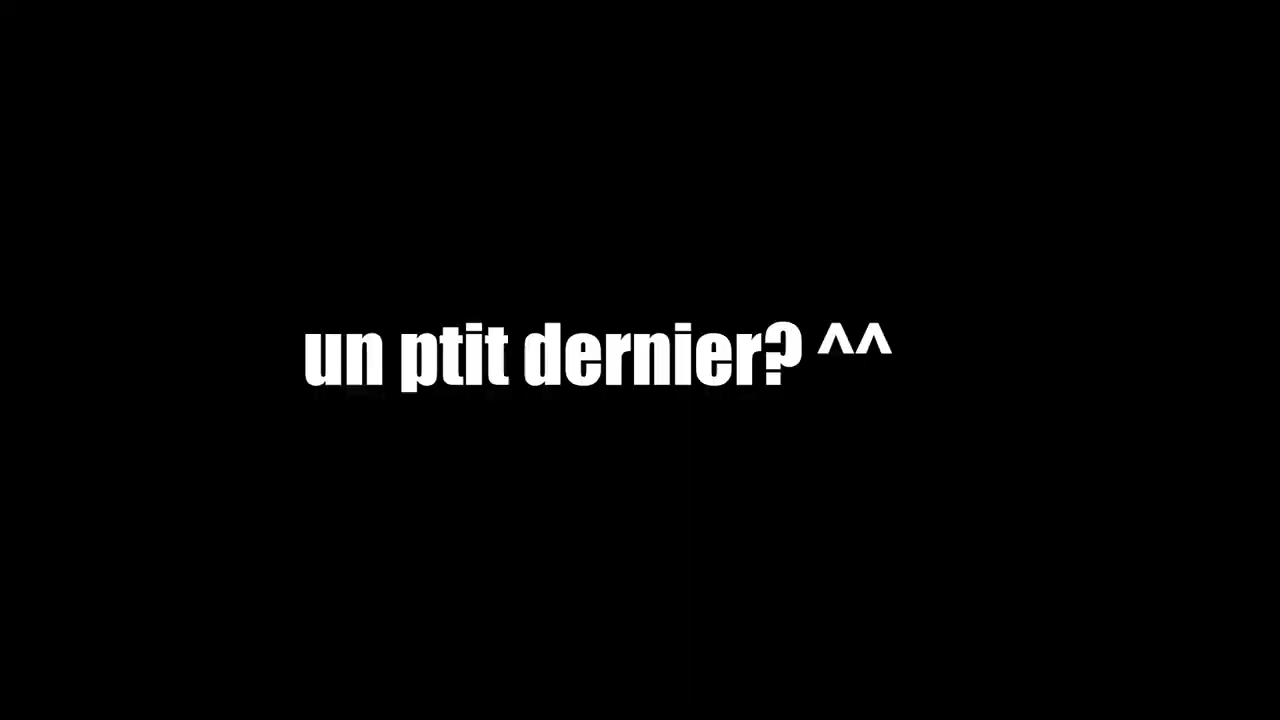 un ptit dernier? ^^